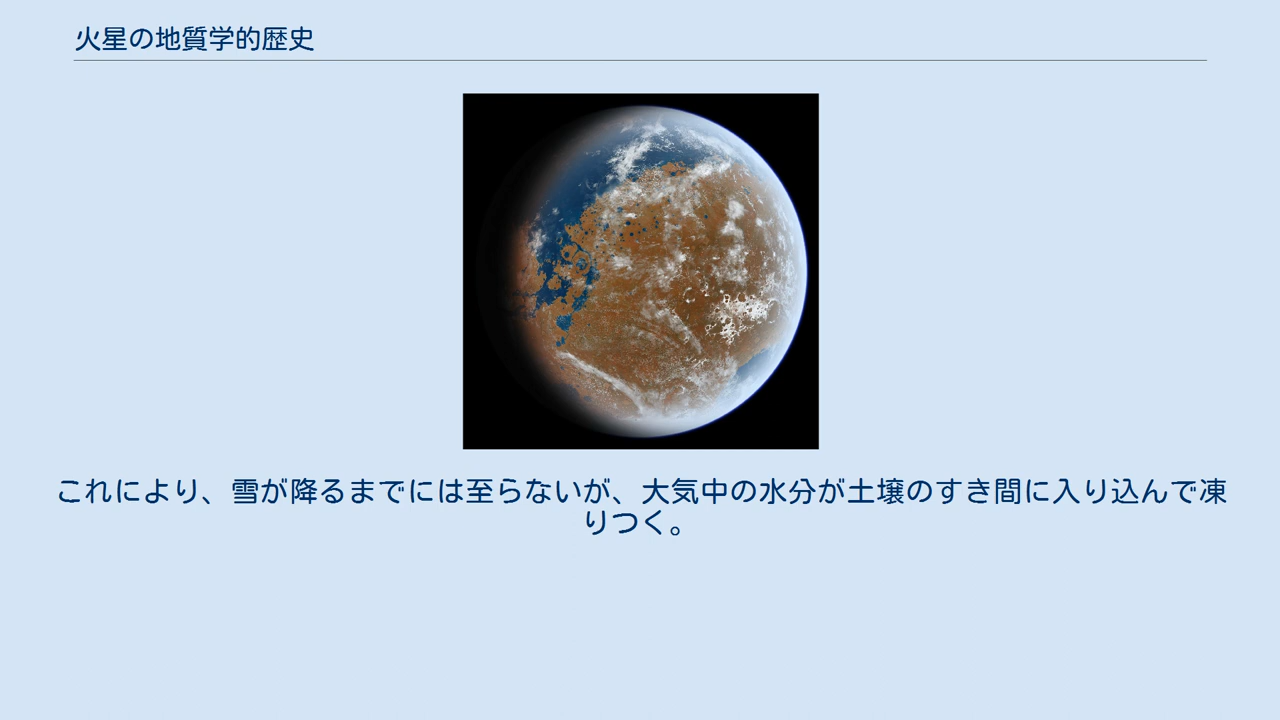 火星の地質学的歴史
これにより、雪が降るまでには至らないが、大気中の水分が土壌のすき間に入り込んで凍
りつく。